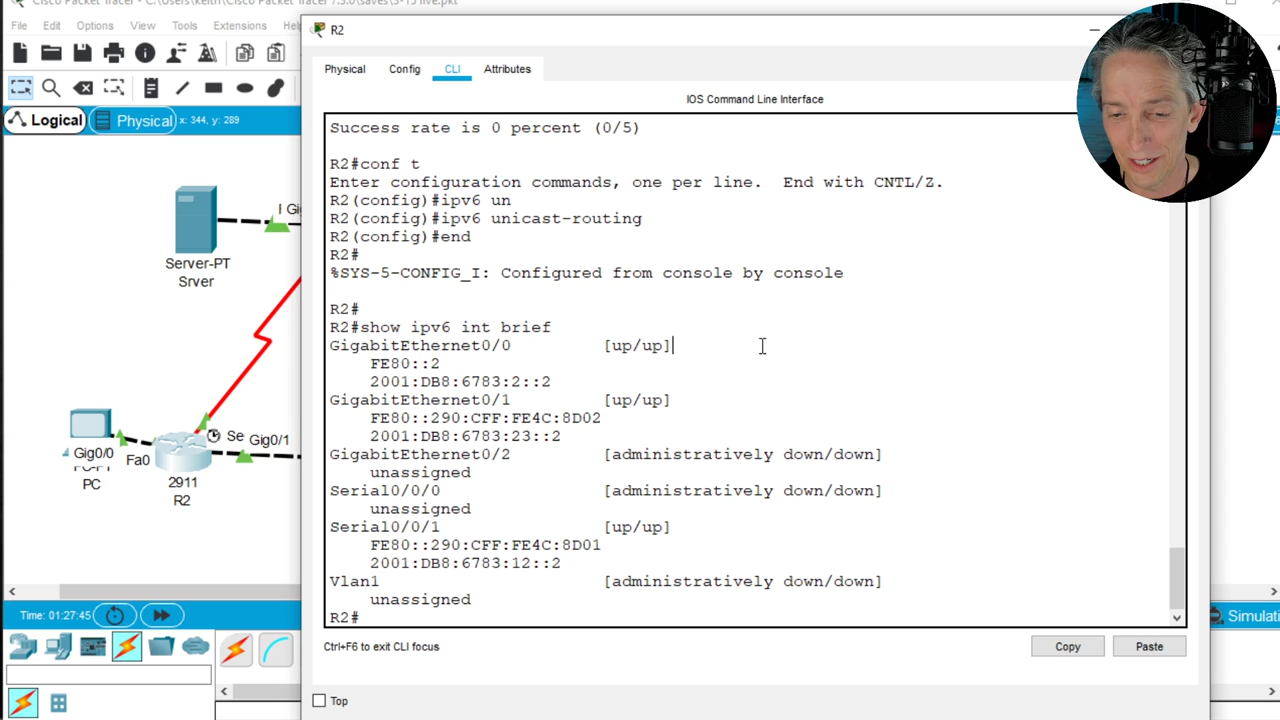 Cisco Packet Tracer - C:\Users\keith\Cisco Packet Tracer 7.3.0\saves\3-15 live.pkt
File Edit Options View Tools Extensions Help
R2
Physical Config CLI Attributes
IOS Command Line Interface
Logical Physical x: 344, y: 289
Success rate is 0 percent (0/5)
R2#conf t
Enter configuration commands, one per line. End with CNTL/Z.
R2(config)#ipv6 un
R2(config)#ipv6 unicast-routing
R2(config)#end
R2#
%SYS-5-CONFIG_I: Configured from console by console
R2#
R2#show ipv6 int brief
GigabitEthernet0/0 [up/up]
FE80::2
2001:DB8:6783:2::2
GigabitEthernet0/1 [up/up]
FE80::290:CFF:FE4C:8D02
2001:DB8:6783:23::2
GigabitEthernet0/2 [administratively down/down]
unassigned
Serial0/0/0 [administratively down/down]
unassigned
Serial0/0/1 [up/up]
FE80::290:CFF:FE4C:8D01
2001:DB8:6783:12::2
Vlan1 [administratively down/down]
unassigned
R2#
Ctrl+F6 to exit CLI focus
Copy Paste
Top
Gi
Server-PT
Srver
Se Gig0/1
Gig0/0
Fa0
PC
2911
R2
Time: 01:27:45
Simulati